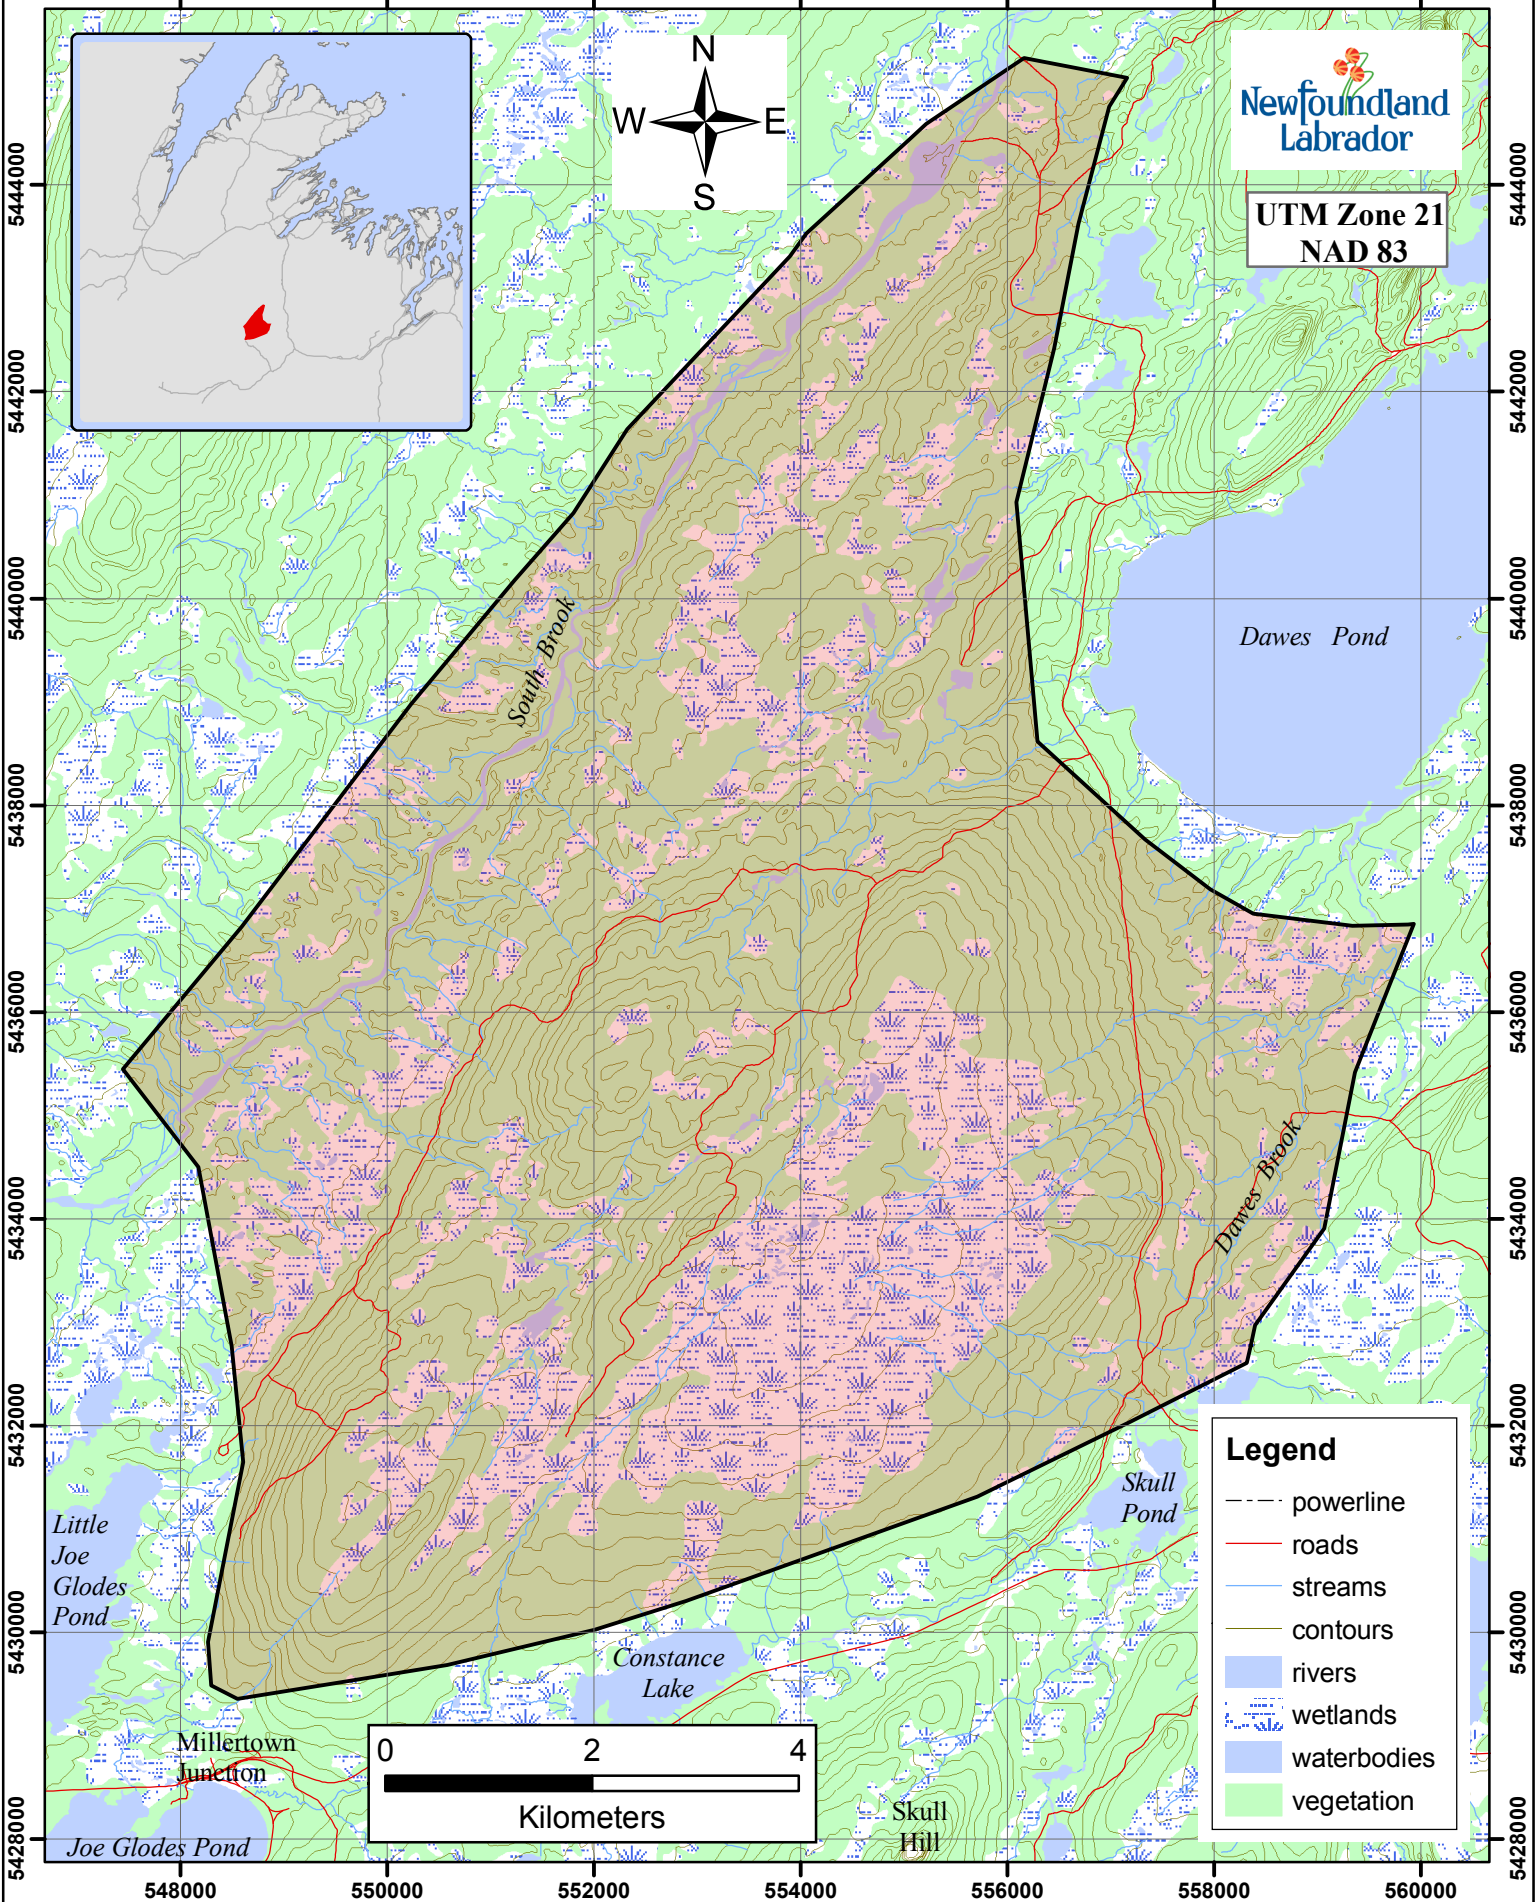 N
W E
S
Newfoundland
Labrador
UTM Zone 21
NAD 83
5444000
5444000
5442000
5442000
5440000
5440000
5438000
5438000
5436000
5436000
5434000
5434000
5432000
5432000
5430000
5430000
5428000
5428000
South Brook
Dawes Pond
Dawes Brook
Skull
Pond
Little
Joe
Glodes
Pond
Constance
Lake
Millertown
Junction
Joe Glodes Pond
Skull
Hill
0 2 4
Kilometers
Legend
powerline
roads
streams
contours
rivers
wetlands
waterbodies
vegetation
548000 550000 552000 554000 556000 558000 560000